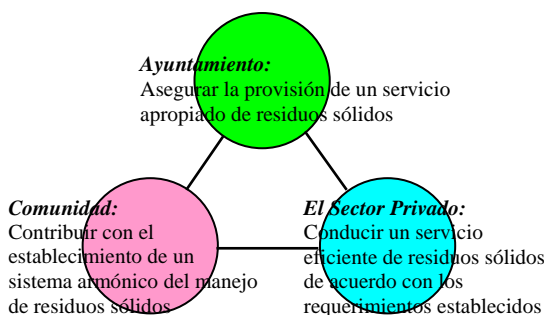 Ayuntamiento:
Asegurar la provisión de un servicio
apropiado de residuos sólidos
Comunidad:
Contribuir con el
establecimiento de un
sistema armónico del manejo
de residuos sólidos
El Sector Privado:
Conducir un servicio
eficiente de residuos sólidos
de acuerdo con los
requerimientos establecidos